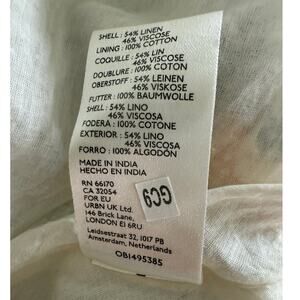 SHELL : 54% LINEN
46% VISCOSE
LINING : 100% COTTON
COQUILLE : 54% LIN
46% VISCOSE
DOUBLURE : 100% COTON
OBERSTOFF : 54% LEINEN
46% VISKOSE
FUTTER : 100% BAUMWOLLE
SHELL : 54% LINO
46% VISCOSA
FODERA : 100% COTONE
EXTERIOR : 54% LINO
46% VISCOSA
FORRO : 100% ALGODÓN
MADE IN INDIA
HECHO EN INDIA
RN 66170
CA 32054
FOR EU
URBN UK Ltd.
146 Brick Lane,
LONDON E1 6RU
Leidsestraat 32, 1017 PB
Amsterdam, Netherlands
OB1495385
GC9